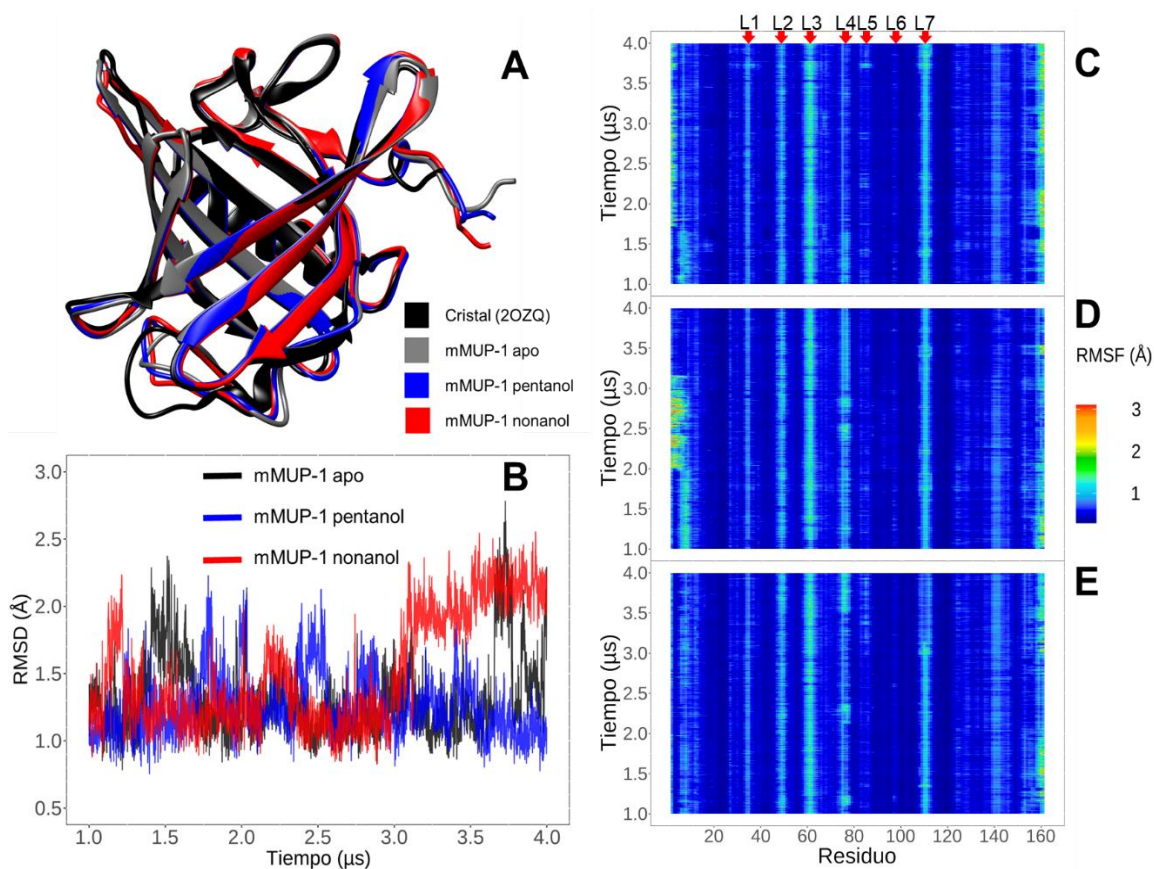 A
Cristal (2OZQ)
mMUP-1 apo
mMUP-1 pentanol
mMUP-1 nonanol
B
mMUP-1 apo
mMUP-1 pentanol
mMUP-1 nonanol
3.0
2.5
2.0
1.5
1.0
0.5
RMSD (Å)
1.0 1.5 2.0 2.5 3.0 3.5 4.0
Tiempo (µs)
L1 L2 L3 L4 L5 L6 L7
C
4.0
3.5
3.0
2.5
2.0
1.5
1.0
Tiempo (µs)
D
4.0
3.5
3.0
2.5
2.0
1.5
1.0
Tiempo (µs)
E
4.0
3.5
3.0
2.5
2.0
1.5
1.0
Tiempo (µs)
20 40 60 80 100 120 140 160
Residuo
RMSF (Å)
3
2
1